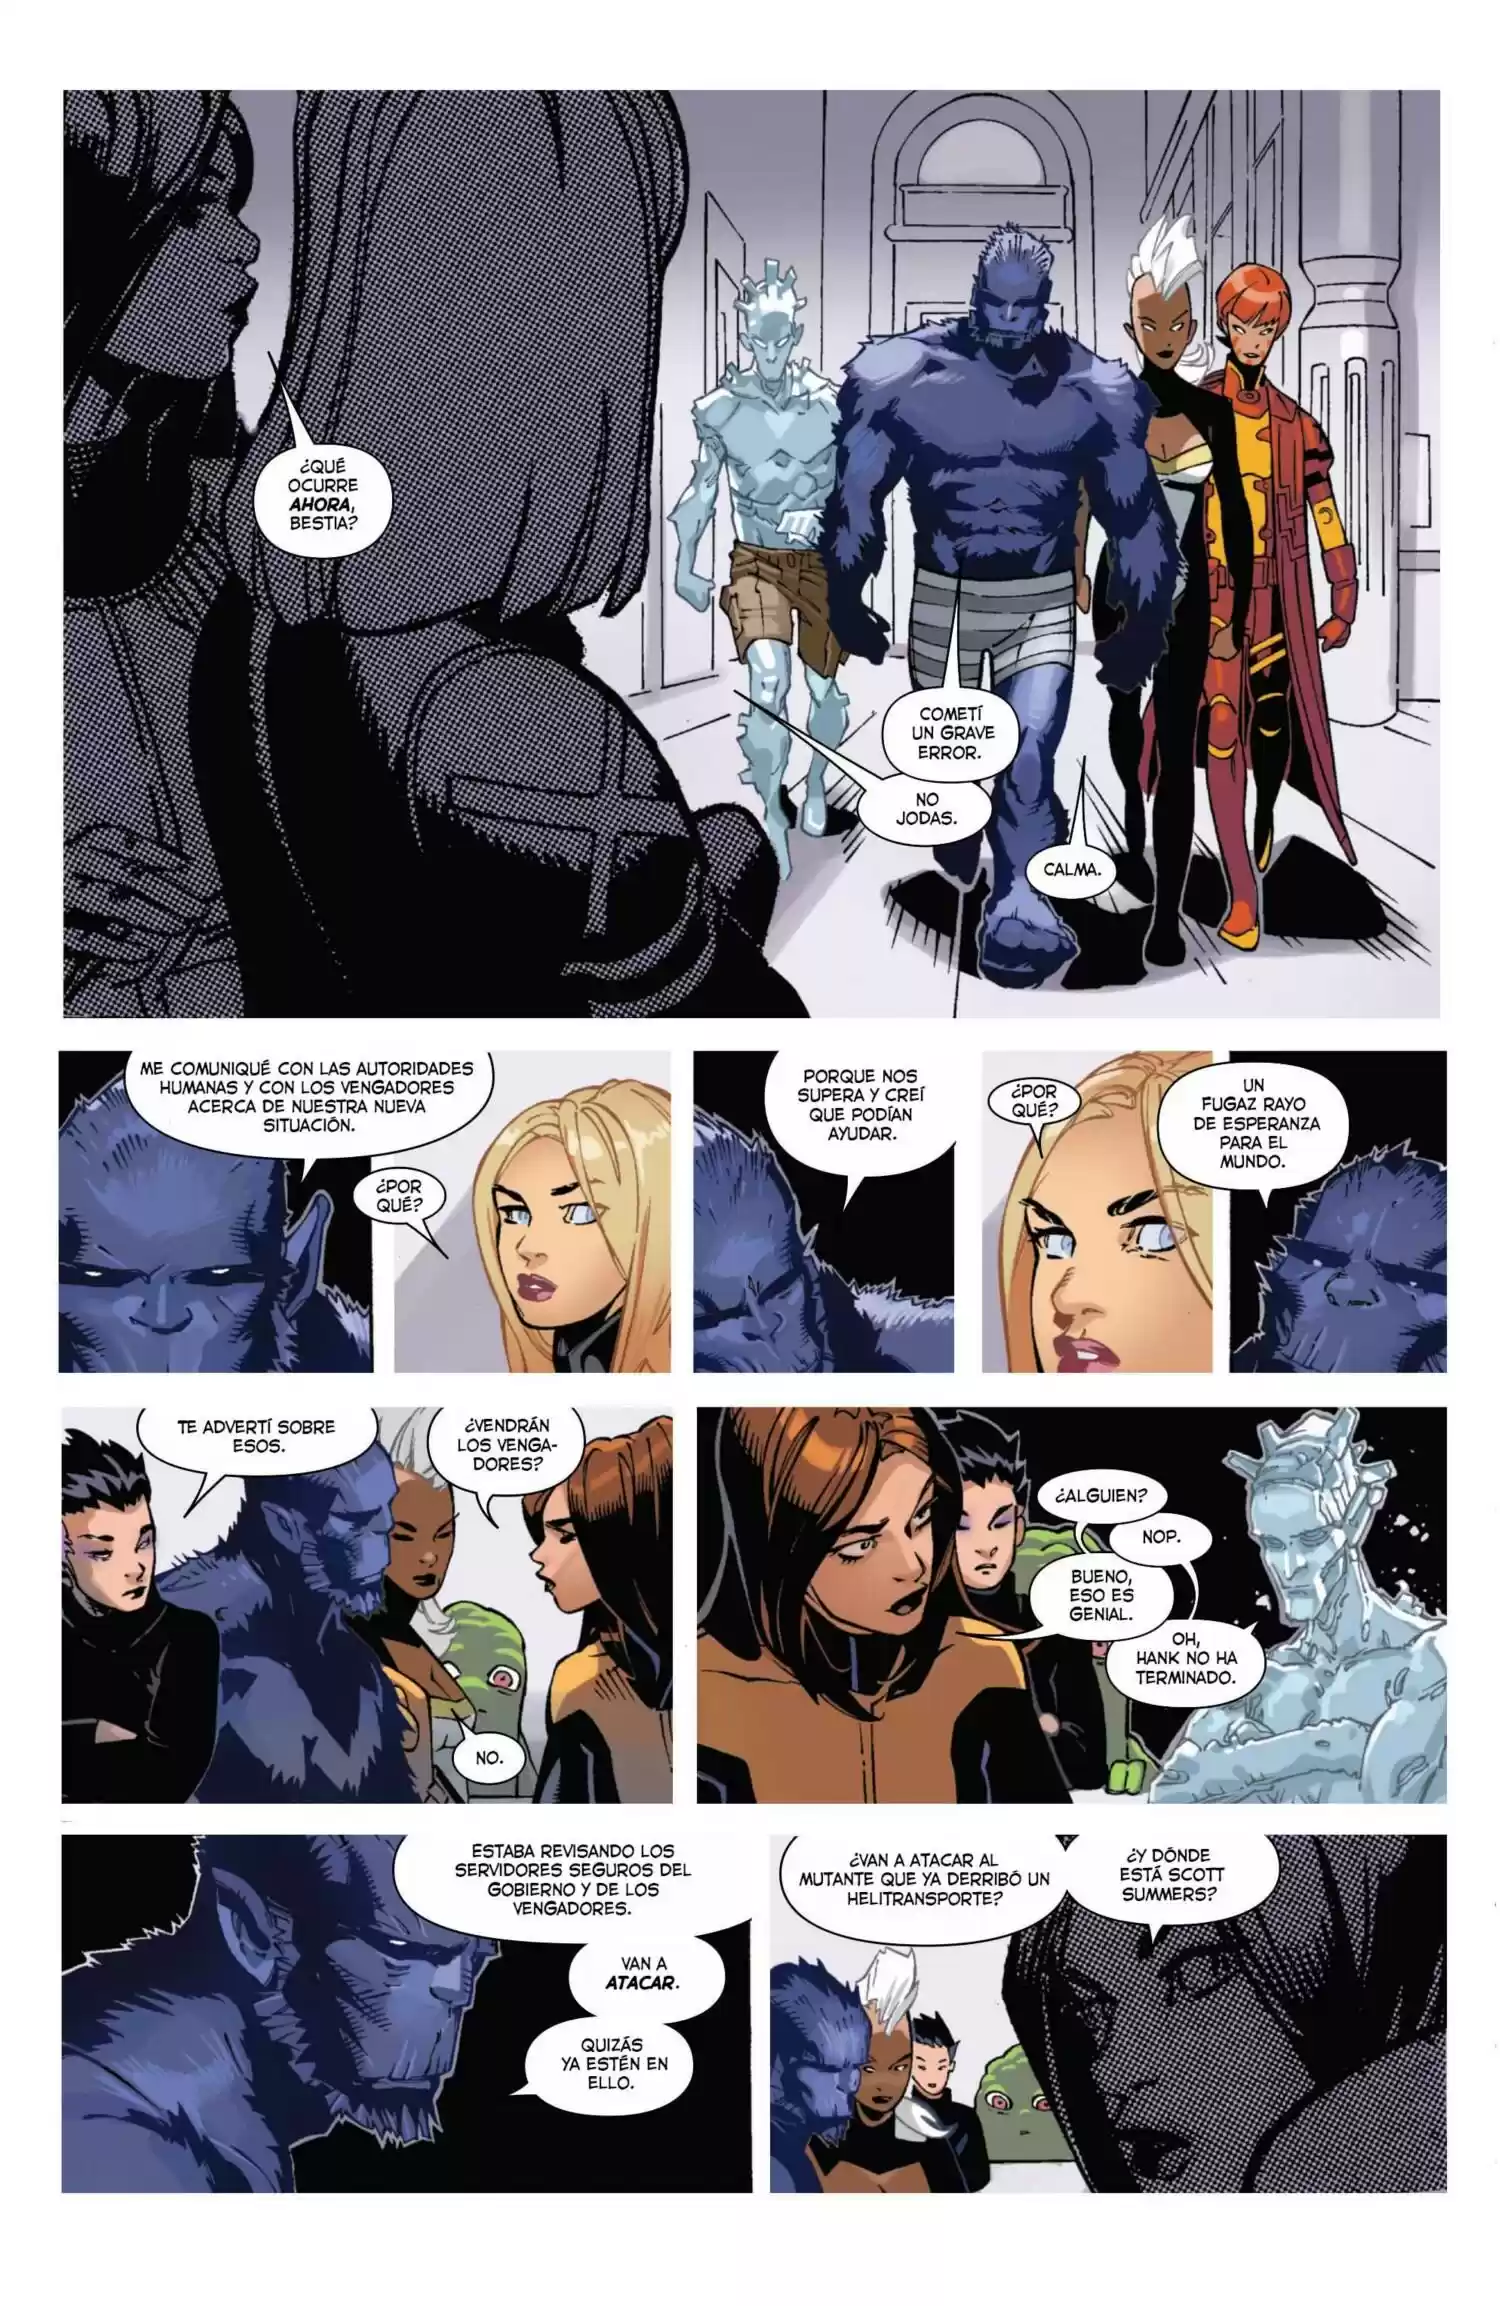 ¿QUÉ
OCURRE
AHORA,
BESTIA?
COMETÍ
UN GRAVE
ERROR.
NO
JODAS.
CALMA.
ME COMUNIQUÉ CON LAS AUTORIDADES
HUMANAS Y CON LOS VENGADORES
ACERCA DE NUESTRA NUEVA
SITUACIÓN.
¿POR
QUÉ?
PORQUE NOS
SUPERA Y CREÍ
QUE PODÍAN
AYUDAR.
¿POR
QUÉ?
UN
FUGAZ RAYO
DE ESPERANZA
PARA EL
MUNDO.
TE ADVERTÍ SOBRE
ESOS.
¿VENDRÁN
LOS VENGA-
DORES?
NO.
¿ALGUIEN?
NOP.
BUENO,
ESO ES
GENIAL.
OH,
HANK NO HA
TERMINADO.
ESTABA REVISANDO LOS
SERVIDORES SEGUROS DEL
GOBIERNO Y DE LOS
VENGADORES.
VAN A
ATACAR.
QUIZÁS
YA ESTÉN EN
ELLO.
¿VAN A ATACAR AL
MUTANTE QUE YA DERRIBÓ UN
HELITRANSPORTE?
¿Y DÓNDE
ESTÁ SCOTT
SUMMERS?